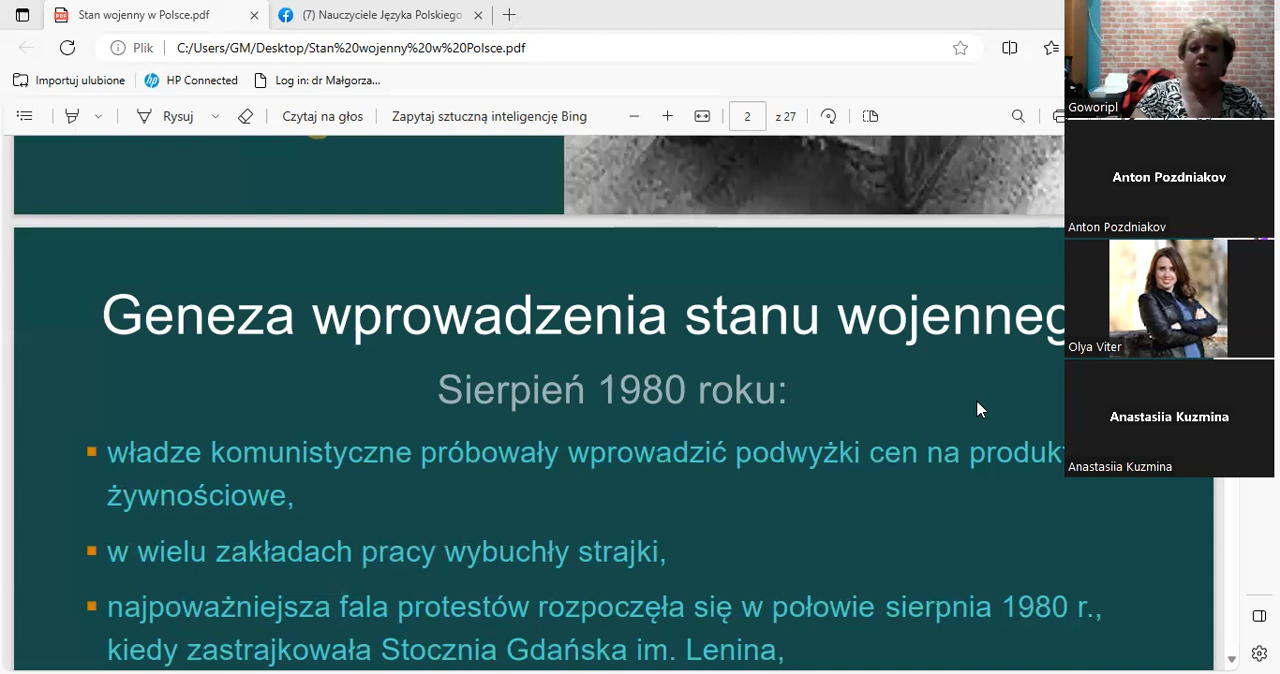 Stan wojenny w Polsce.pdf
(7) Nauczyciele Języka Polskiego
Plik
C:/Users/GM/Desktop/Stan%20wojenny%20w%20Polsce.pdf
Importuj ulubione
HP Connected
Log in: dr Małgorza...
Rysuj
Czytaj na głos
Zapytaj sztuczną inteligencję Bing
2
z 27
Goworipl
Anton Pozdniakov
Anton Pozdniakov
Olya Viter
Anastasiia Kuzmina
Anastasiia Kuzmina
Geneza wprowadzenia stanu wojenneg
Sierpień 1980 roku:
władze komunistyczne próbowały wprowadzić podwyżki cen na produkt
żywnościowe,
w wielu zakładach pracy wybuchły strajki,
najpoważniejsza fala protestów rozpoczęła się w połowie sierpnia 1980 r.,
kiedy zastrajkowała Stocznia Gdańska im. Lenina,